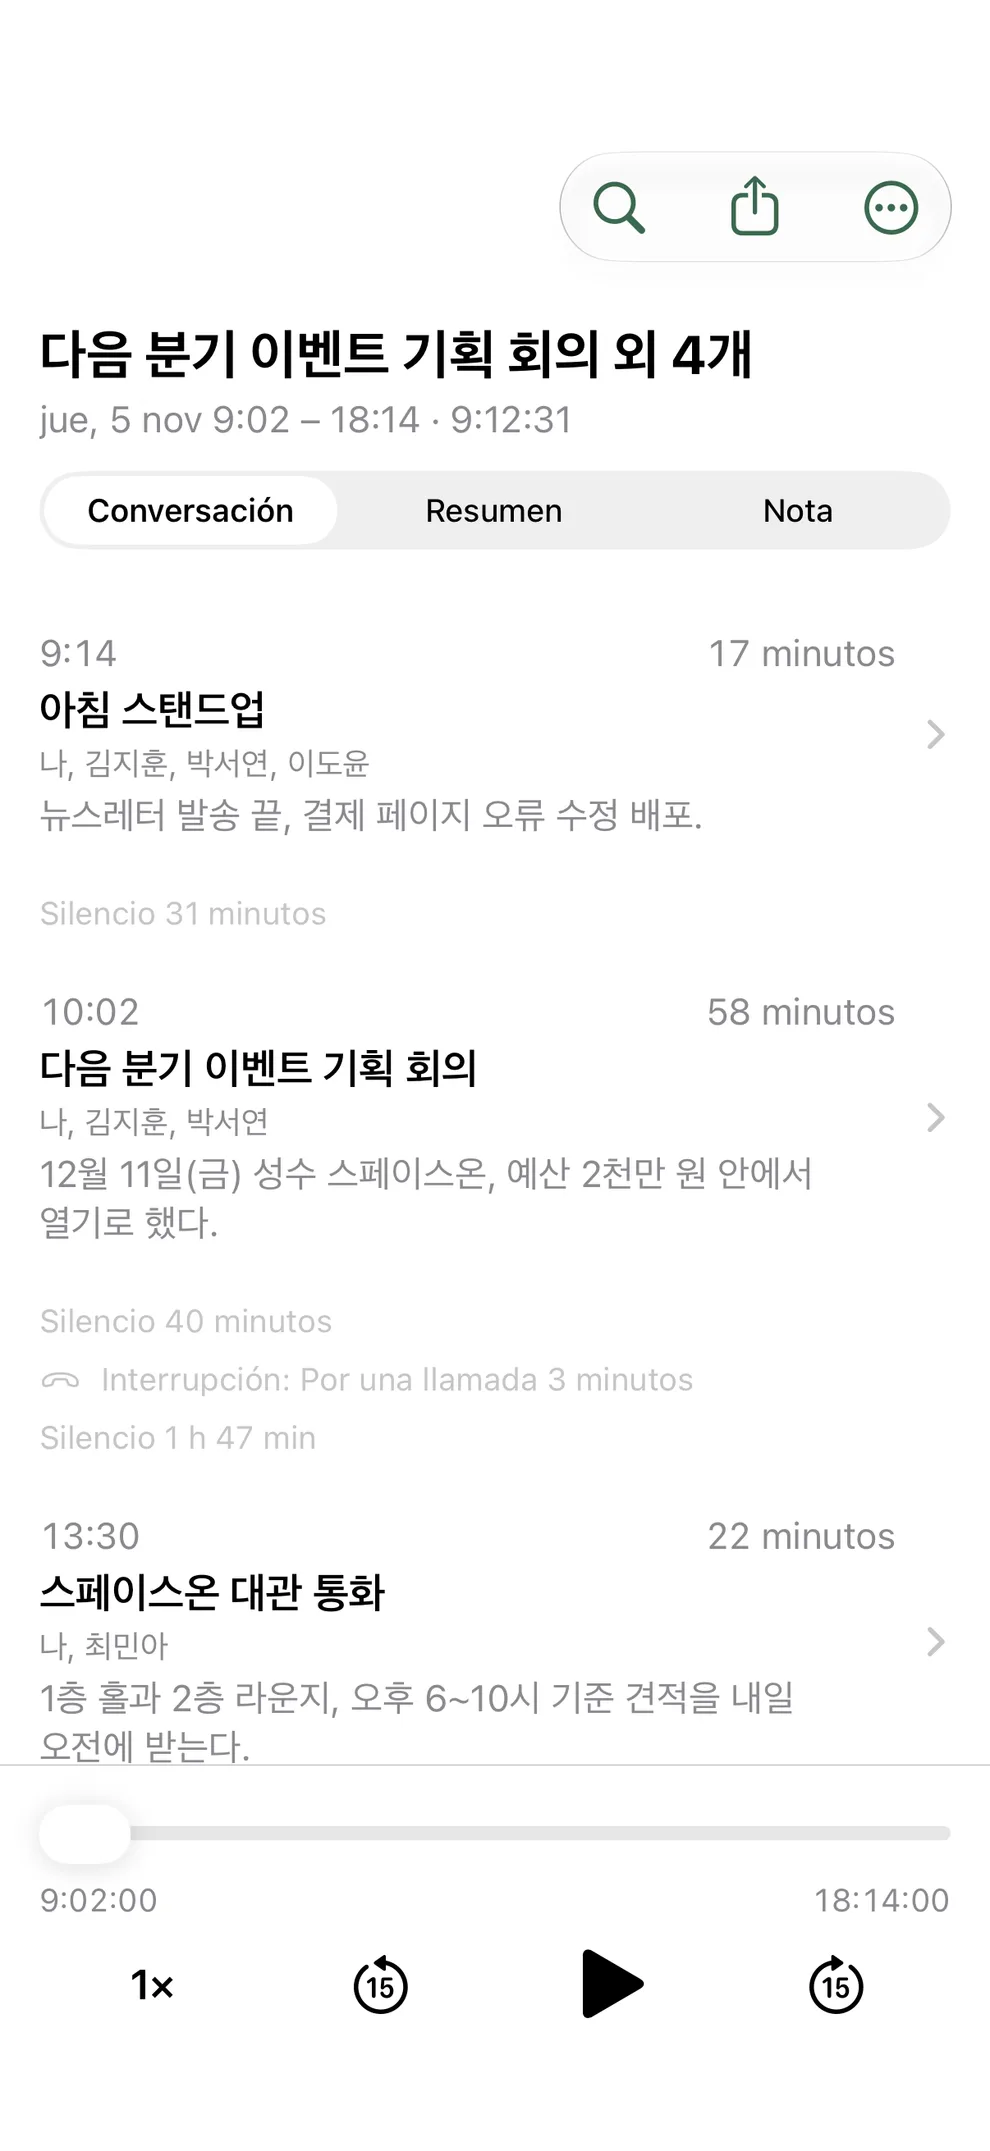 다음 분기 이벤트 기획 회의 외 4개
jue, 5 nov 9:02 – 18:14 · 9:12:31
Conversación Resumen Nota
9:14 17 minutos
아침 스탠드업
나, 김지훈, 박서연, 이도윤
뉴스레터 발송 끝, 결제 페이지 오류 수정 배포.
Silencio 31 minutos
10:02 58 minutos
다음 분기 이벤트 기획 회의
나, 김지훈, 박서연
12월 11일(금) 성수 스페이스온, 예산 2천만 원 안에서
열기로 했다.
Silencio 40 minutos
Interrupción: Por una llamada 3 minutos
Silencio 1 h 47 min
13:30 22 minutos
스페이스온 대관 통화
나, 최민아
1층 홀과 2층 라운지, 오후 6~10시 기준 견적을 내일
오전에 받는다.
9:02:00 18:14:00
1× 15 15